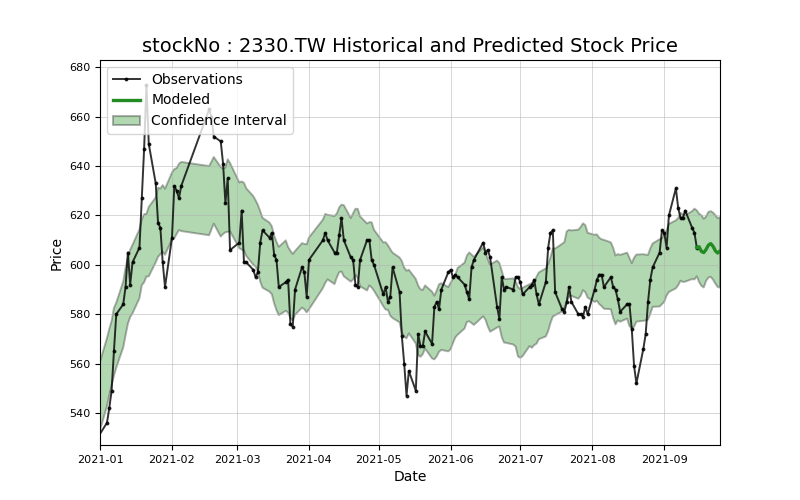 stockNo : 2330.TW Historical and Predicted Stock Price
Observations
Modeled
Confidence Interval
Price
680
660
640
620
600
580
560
540
2021-01 2021-02 2021-03 2021-04 2021-05 2021-06 2021-07 2021-08 2021-09
Date